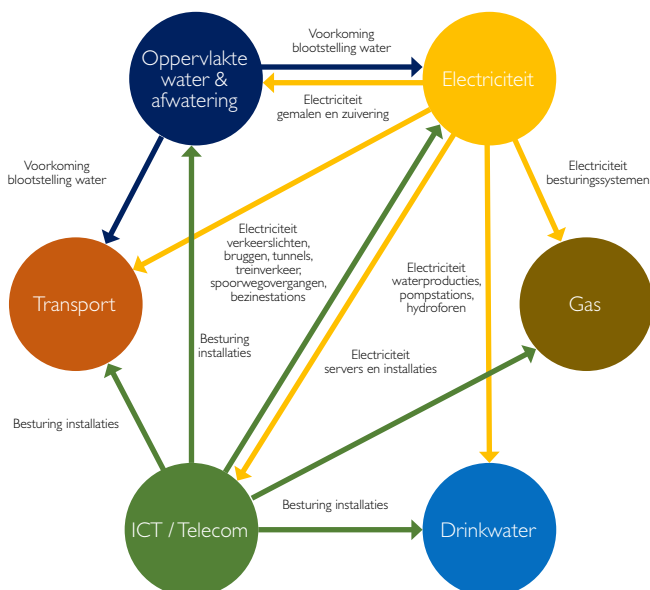 Voorkoming
blootstelling water
Oppervlakte
water &
afwatering
Electriciteit
Electriciteit
gemalen en zuivering
Voorkoming
blootstelling water
Electriciteit
besturingssystemen
Electriciteit
verkeerslichten,
bruggen, tunnels,
treinverkeer,
spoorwegovergangen,
bezinestations
Electriciteit
waterproducties,
pompstations,
hydroforen
Transport
Gas
Besturing
installaties
Electriciteit
servers en installaties
Besturing installaties
Besturing installaties
ICT / Telecom
Drinkwater